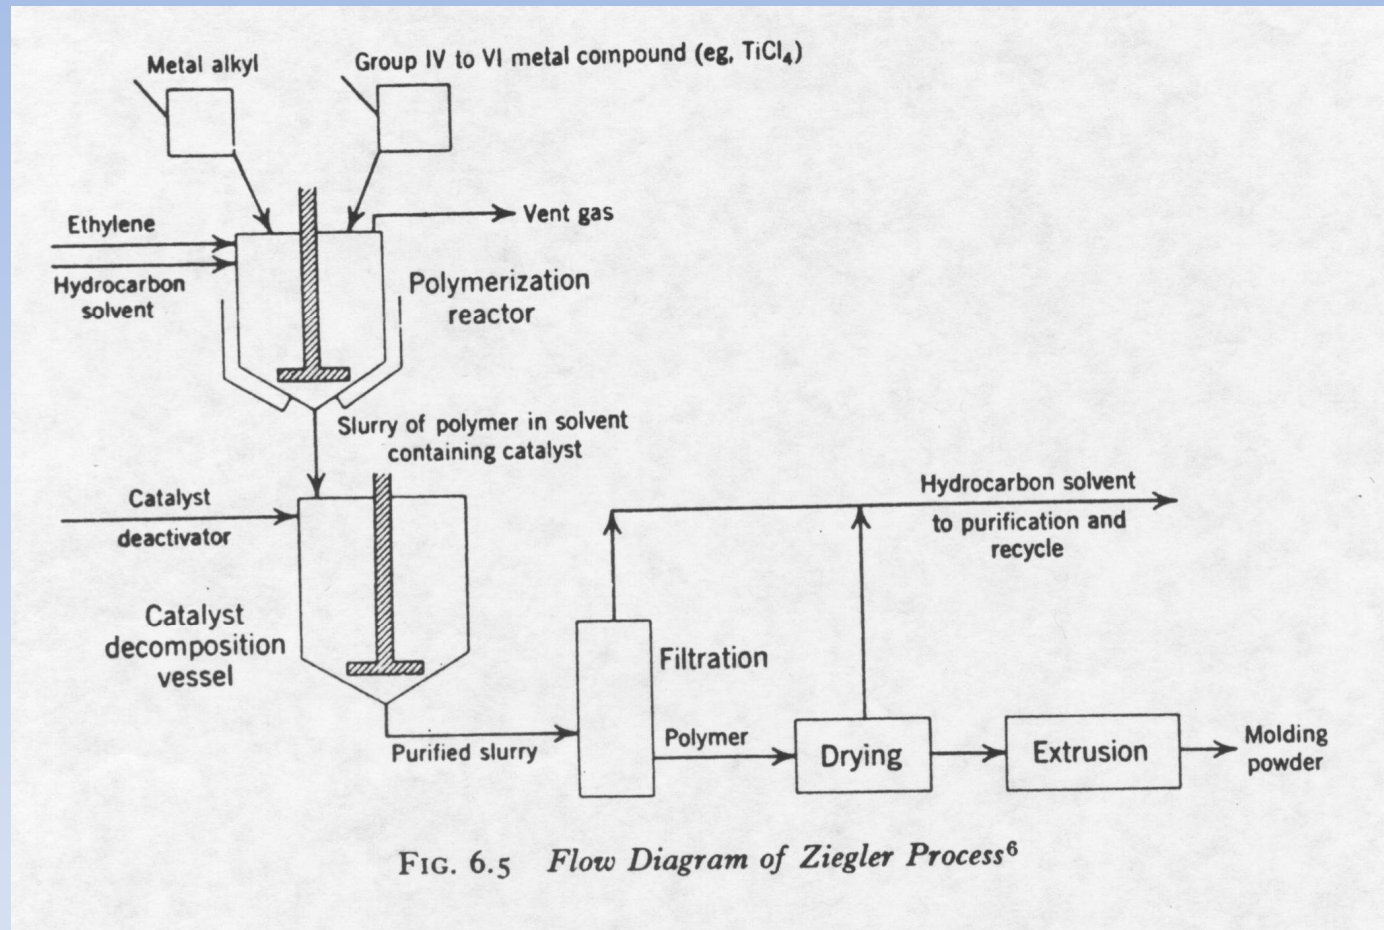 Metal alkyl
Group IV to VI metal compound (eg, TiCl₄)
Ethylene
Vent gas
Hydrocarbon
solvent
Polymerization
reactor
Slurry of polymer in solvent
containing catalyst
Catalyst
deactivator
Hydrocarbon solvent
to purification and
recycle
Catalyst
decomposition
vessel
Filtration
Purified slurry
Polymer
Drying
Extrusion
Molding
powder
FIG. 6.5 Flow Diagram of Ziegler Process⁶